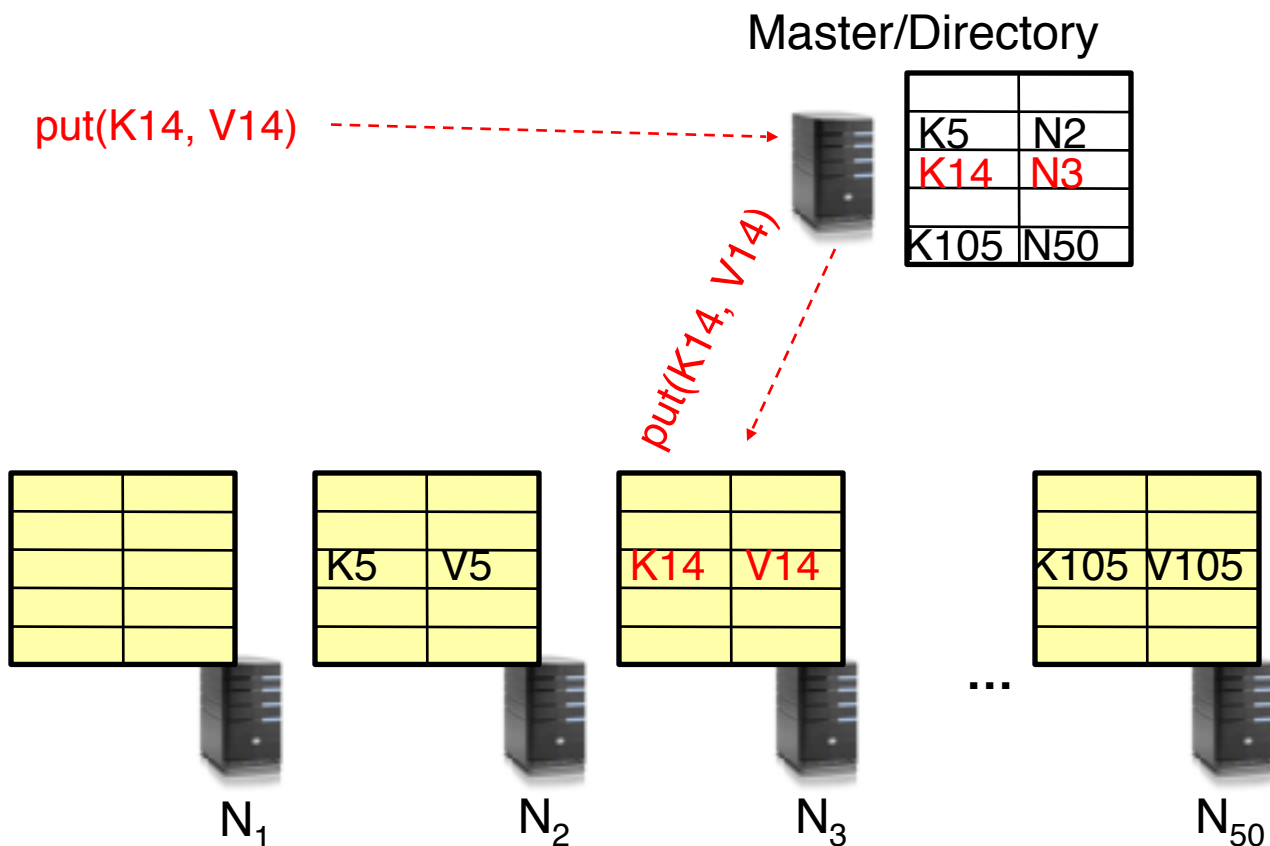 Master/Directory
put(K14, V14)
K5 N2
K14 N3
K105 N50
put(K14, V14)
K5 V5
K14 V14
K105 V105
...
N₁
N₂
N₃
N₅₀